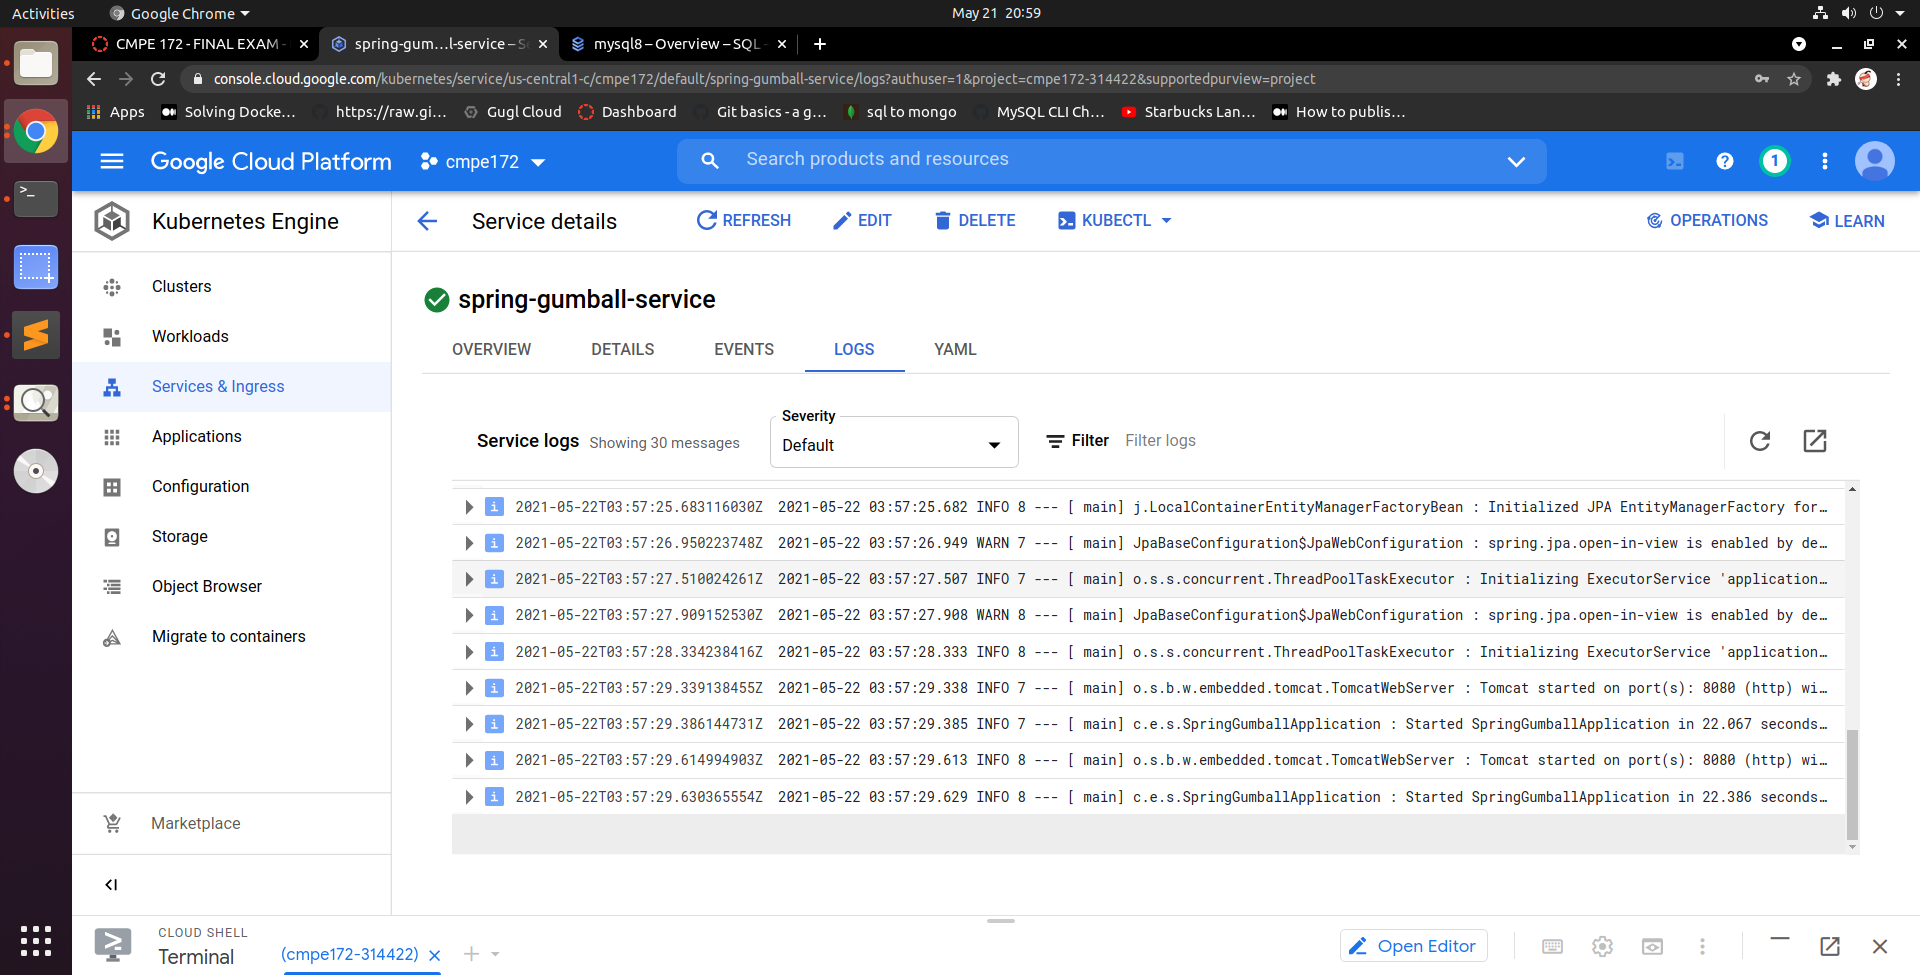 Activities
Google Chrome
May 21 20:59
CMPE 172 - FINAL EXAM -
spring-gum…l-service – S
mysql8 – Overview – SQL
console.cloud.google.com/kubernetes/service/us-central1-c/cmpe172/default/spring-gumball-service/logs?authuser=1&project=cmpe172-314422&supportedpurview=project
Apps
Solving Docke…
https://raw.gi…
Gugl Cloud
Dashboard
Git basics - a g…
sql to mongo
MySQL CLI Ch…
Starbucks Lan…
How to publis…
Google Cloud Platform
cmpe172
Search products and resources
1
Kubernetes Engine
Service details
REFRESH
EDIT
DELETE
KUBECTL
OPERATIONS
LEARN
Clusters
Workloads
Services & Ingress
Applications
Configuration
Storage
Object Browser
Migrate to containers
Marketplace
spring-gumball-service
OVERVIEW
DETAILS
EVENTS
LOGS
YAML
Service logs
Showing 30 messages
Severity
Default
Filter
Filter logs
2021-05-22T03:57:25.683116030Z 2021-05-22 03:57:25.682 INFO 8 --- [ main] j.LocalContainerEntityManagerFactoryBean : Initialized JPA EntityManagerFactory for…
2021-05-22T03:57:26.950223748Z 2021-05-22 03:57:26.949 WARN 7 --- [ main] JpaBaseConfiguration$JpaWebConfiguration : spring.jpa.open-in-view is enabled by de…
2021-05-22T03:57:27.510024261Z 2021-05-22 03:57:27.507 INFO 7 --- [ main] o.s.s.concurrent.ThreadPoolTaskExecutor : Initializing ExecutorService 'application…
2021-05-22T03:57:27.909152530Z 2021-05-22 03:57:27.908 WARN 8 --- [ main] JpaBaseConfiguration$JpaWebConfiguration : spring.jpa.open-in-view is enabled by de…
2021-05-22T03:57:28.334238416Z 2021-05-22 03:57:28.333 INFO 8 --- [ main] o.s.s.concurrent.ThreadPoolTaskExecutor : Initializing ExecutorService 'application…
2021-05-22T03:57:29.339138455Z 2021-05-22 03:57:29.338 INFO 7 --- [ main] o.s.b.w.embedded.tomcat.TomcatWebServer : Tomcat started on port(s): 8080 (http) wi…
2021-05-22T03:57:29.386144731Z 2021-05-22 03:57:29.385 INFO 7 --- [ main] c.e.s.SpringGumballApplication : Started SpringGumballApplication in 22.067 seconds…
2021-05-22T03:57:29.614994903Z 2021-05-22 03:57:29.613 INFO 8 --- [ main] o.s.b.w.embedded.tomcat.TomcatWebServer : Tomcat started on port(s): 8080 (http) wi…
2021-05-22T03:57:29.630365554Z 2021-05-22 03:57:29.629 INFO 8 --- [ main] c.e.s.SpringGumballApplication : Started SpringGumballApplication in 22.386 seconds…
CLOUD SHELL
Terminal
(cmpe172-314422)
Open Editor